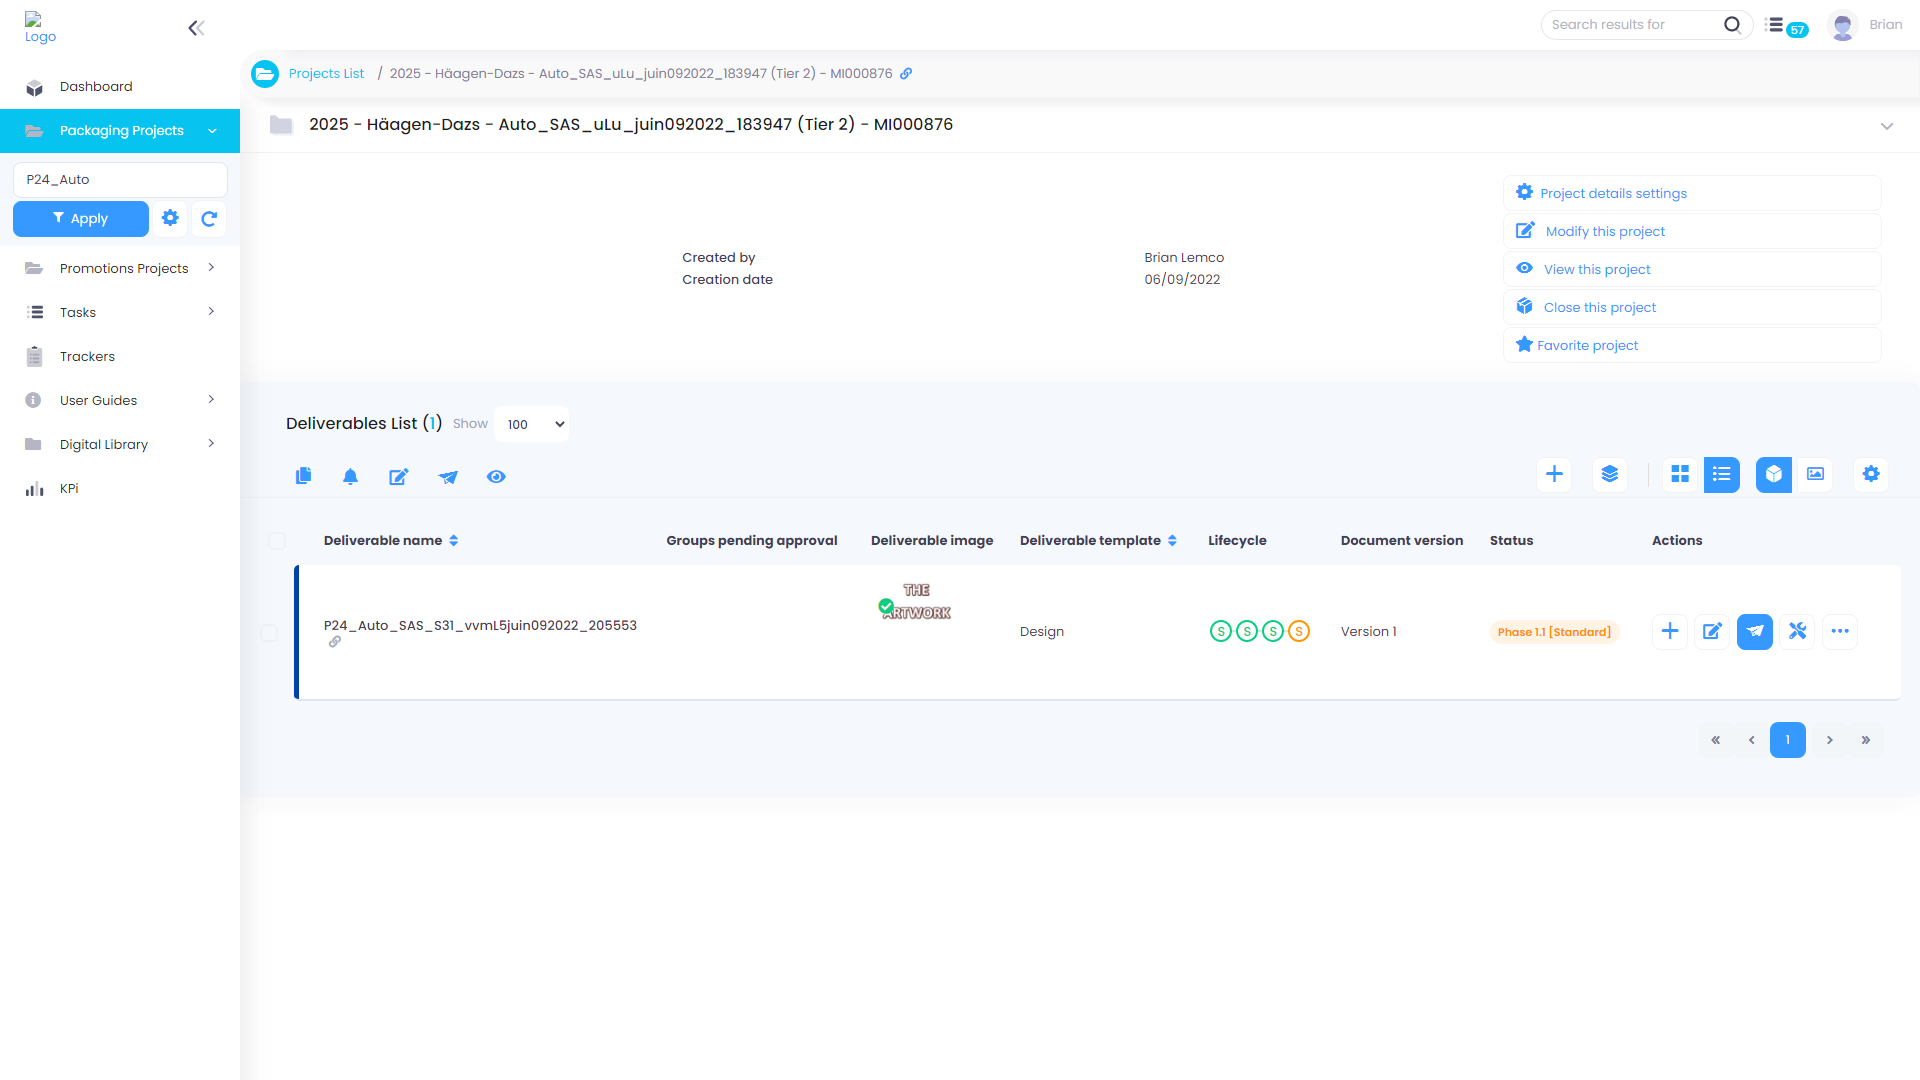 Logo
Search results for
57
Brian
Dashboard
Packaging Projects
P24_Auto
Apply
Promotions Projects
Tasks
Trackers
User Guides
Digital Library
KPi
Projects List / 2025 - Häagen-Dazs - Auto_SAS_uLu_juin092022_183947 (Tier 2) - MI000876
2025 - Häagen-Dazs - Auto_SAS_uLu_juin092022_183947 (Tier 2) - MI000876
Created by Brian Lemco
Creation date 06/09/2022
Project details settings
Modify this project
View this project
Close this project
Favorite project
Deliverables List (1) Show 100
Deliverable name Groups pending approval Deliverable image Deliverable template Lifecycle Document version Status Actions
THE
ARTWORK
P24_Auto_SAS_S31_vvmL5juin092022_205553
Design S S S S Version 1 Phase 1.1 [Standard]
« ‹ 1 › »